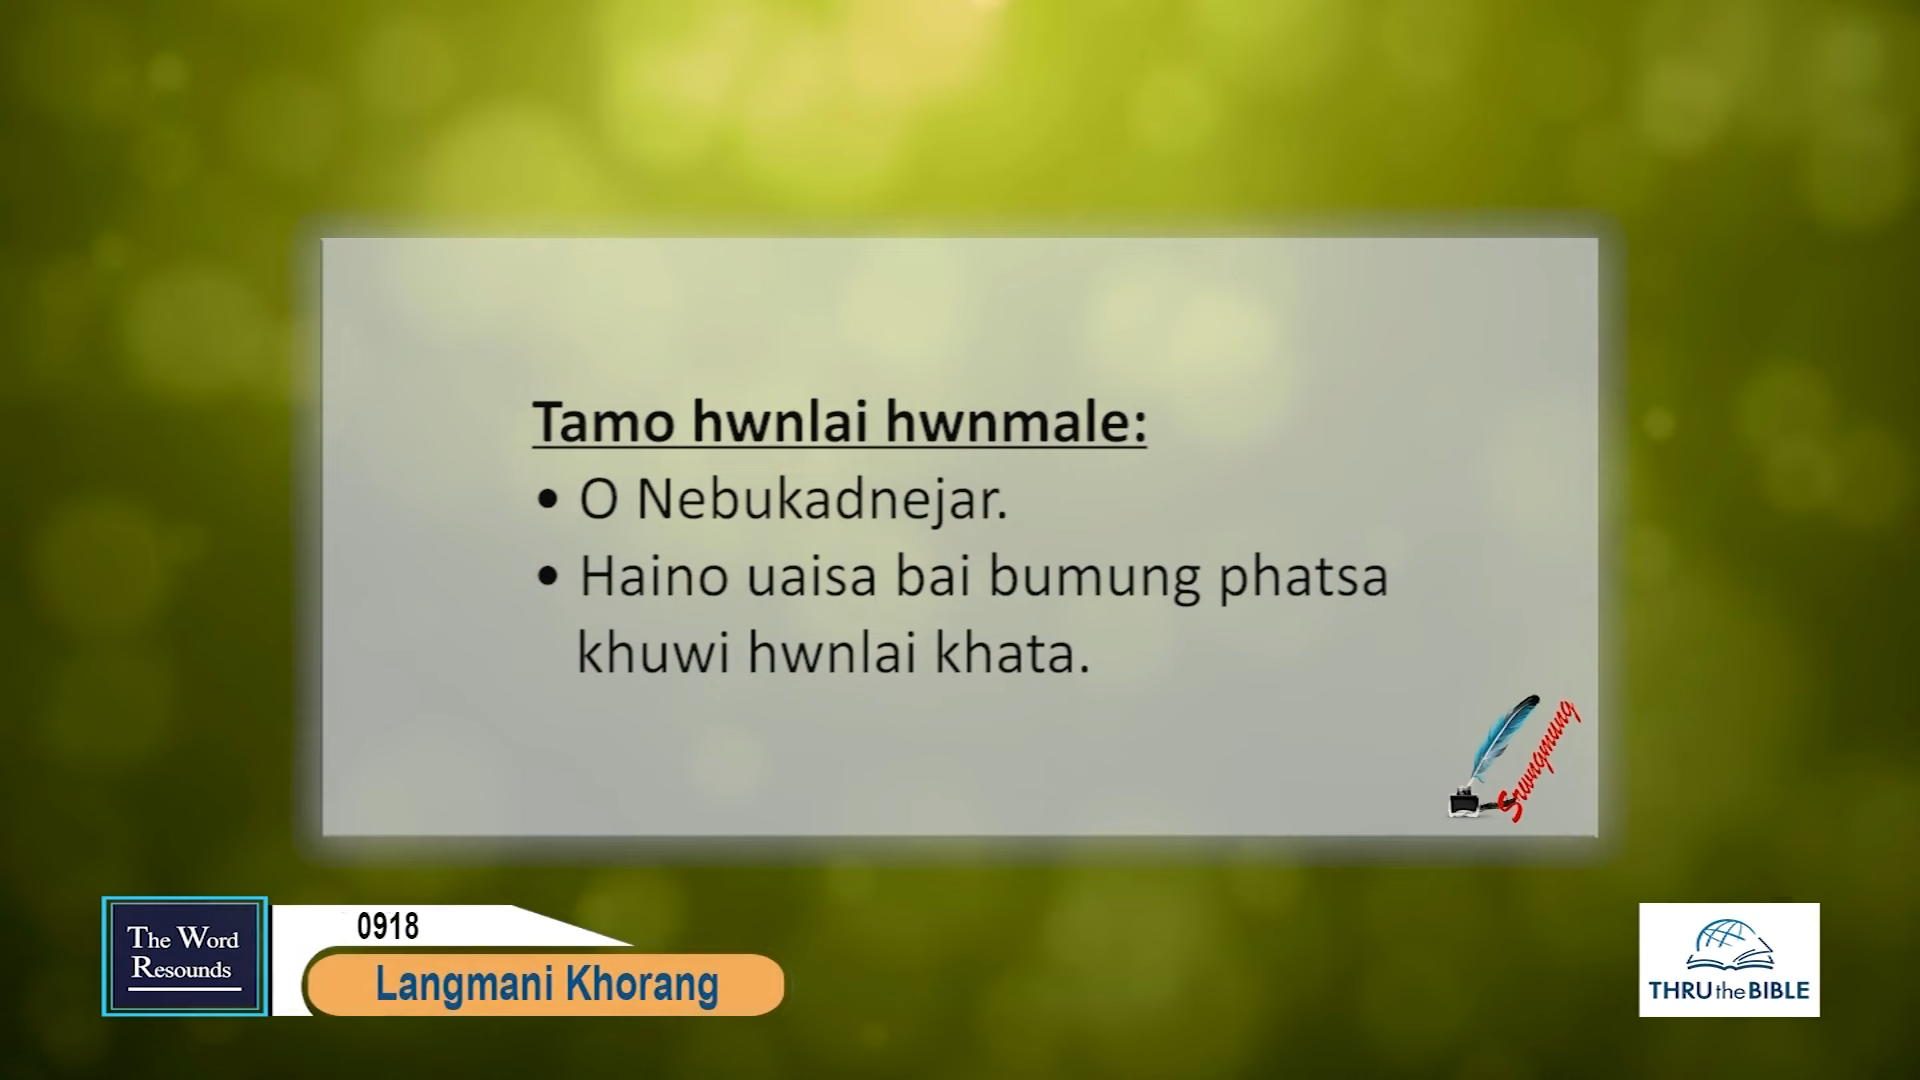 Tamo hwnlai hwnmale:
• O Nebukadnejar.
• Haino uaisa bai bumung phatsa
khuwi hwnlai khata.
Srwngmung
The Word
Resounds
0918
Langmani Khorang
THRU the BIBLE